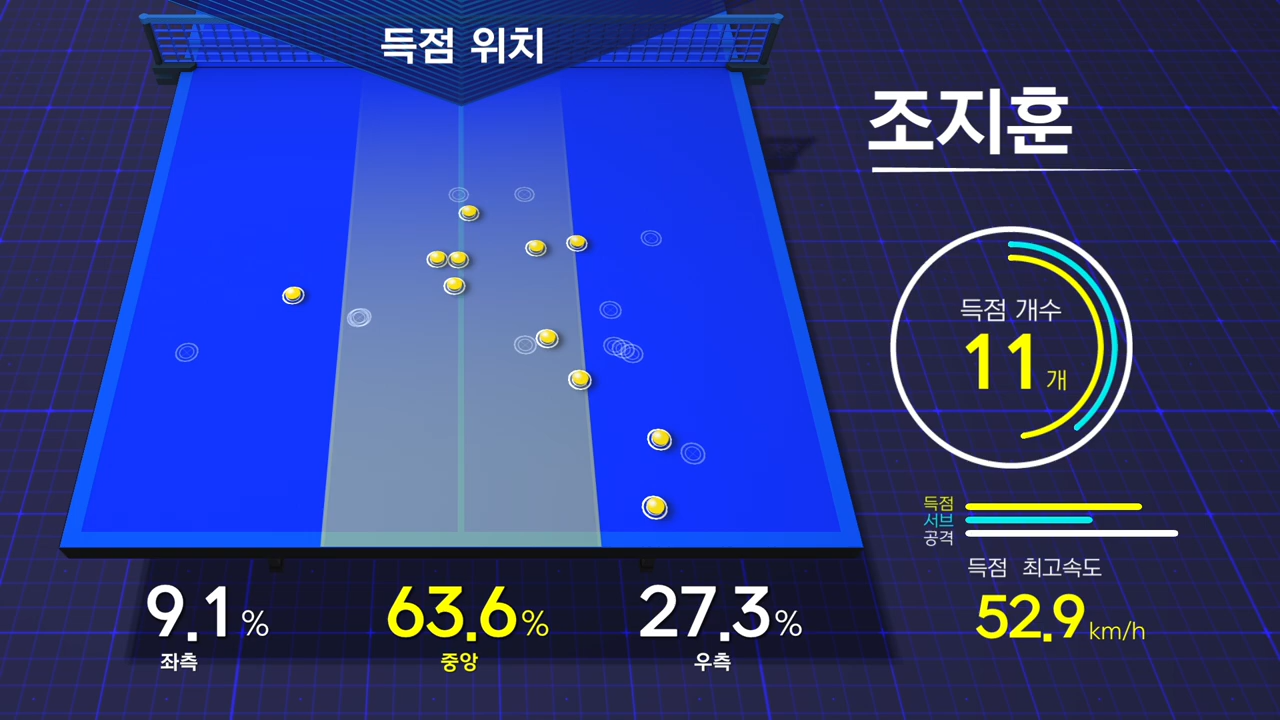 득점 위치
조지훈
득점 개수
11개
득점
서브
공격
득점 최고속도
52.9 km/h
9.1% 63.6% 27.3%
좌측 중앙 우측